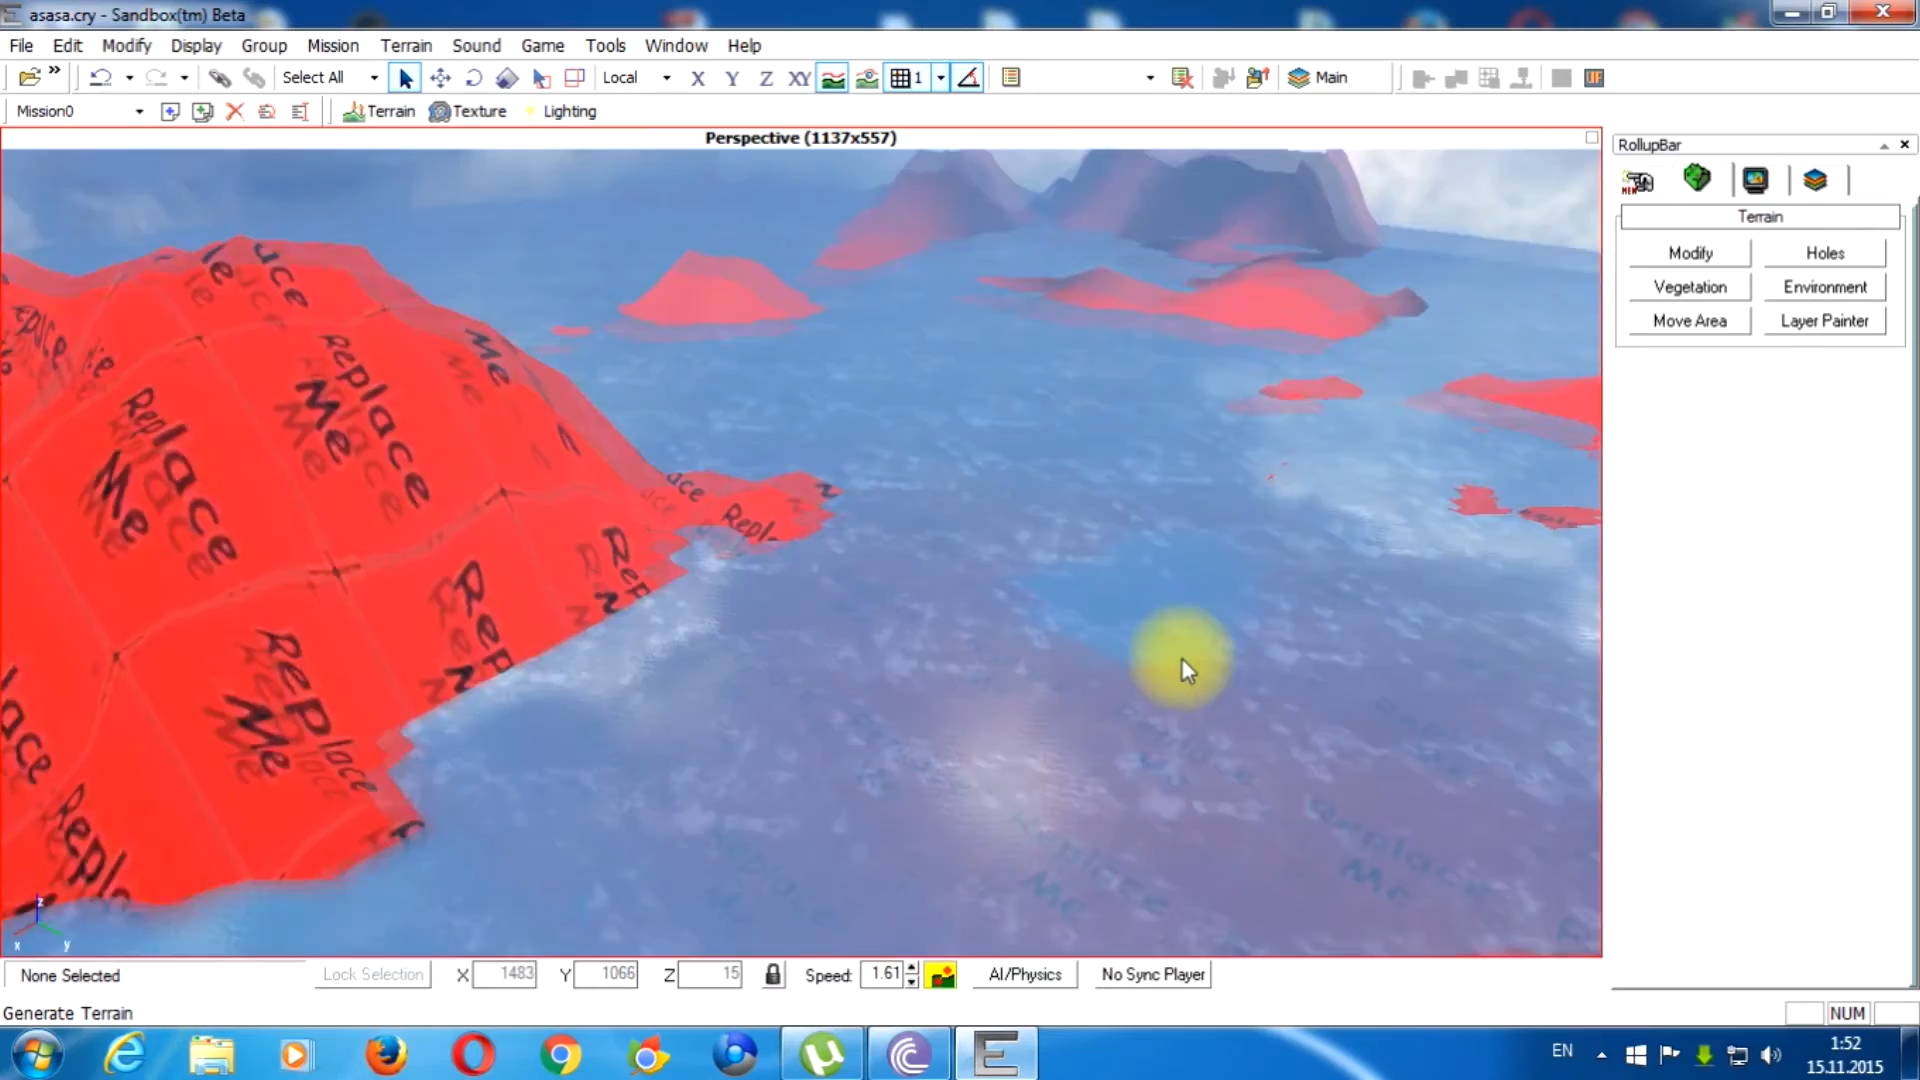 asasa.cry - Sandbox(tm) Beta
File Edit Modify Display Group Mission Terrain Sound Game Tools Window Help
Select All Local X Y Z XY 1 Main
Mission0 Terrain Texture Lighting
Perspective (1137x557)
RollupBar
Terrain
Modify Holes
Vegetation Environment
Move Area Layer Painter
Replace
Me
Replace
Me
Me
Replace
Me
z
x y
None Selected Lock Selection X 1483 Y 1066 Z 15 Speed: 1.61 AI/Physics No Sync Player
Generate Terrain NUM
EN 1:52
15.11.2015